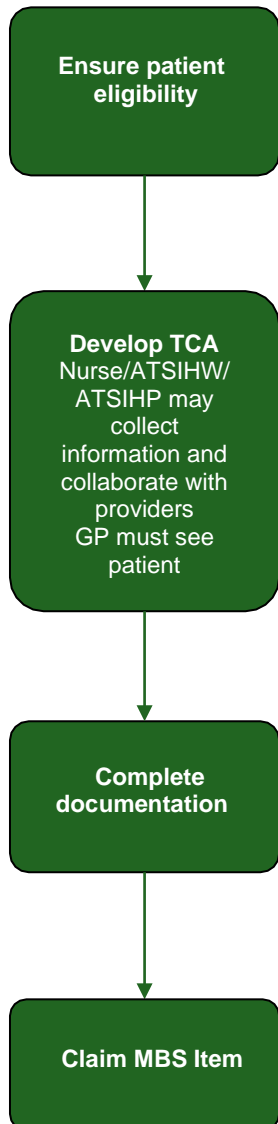 Ensure patient
eligibility
Develop TCA
Nurse/ATSIHW/
ATSIHP may
collect
information and
collaborate with
providers
GP must see
patient
Complete
documentation
Claim MBS Item